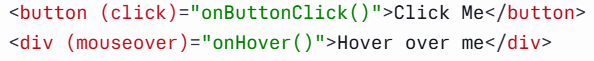 <button (click)="onButtonClick()">Click Me</button>
<div (mouseover)="onHover()">Hover over me</div>